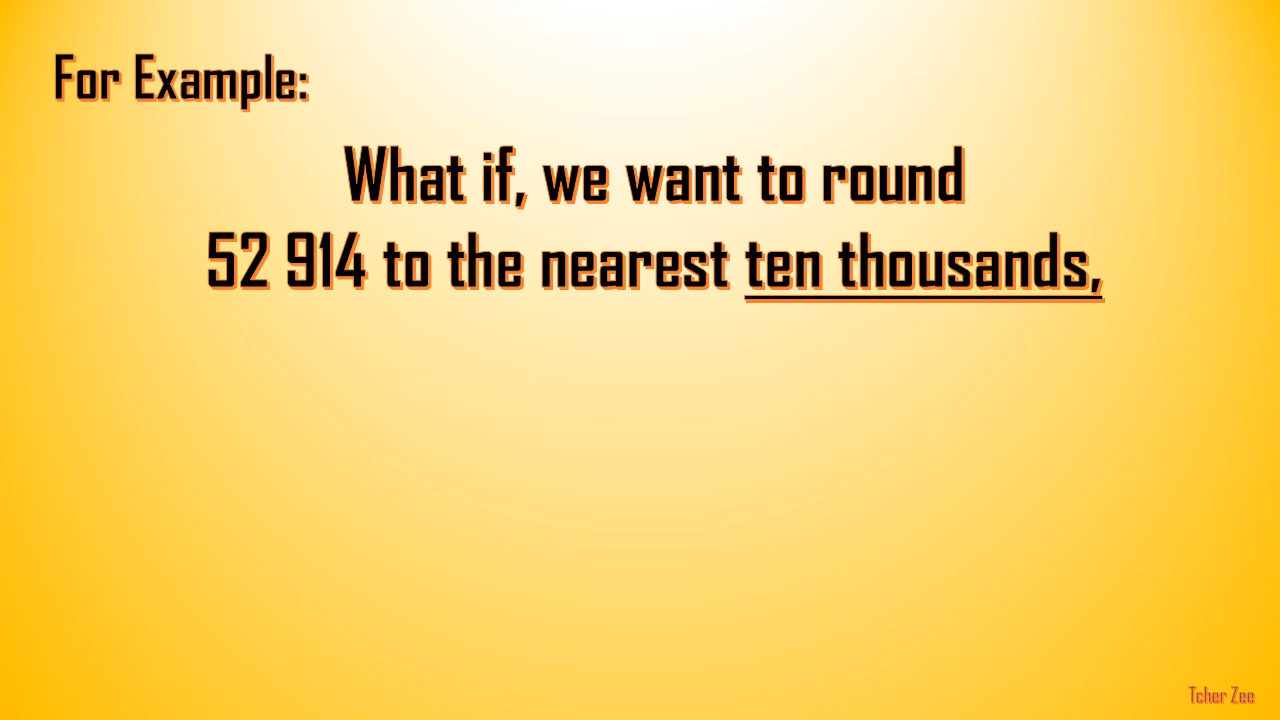 For Example:
What if, we want to round
52 914 to the nearest ten thousands,
Tcher Zee